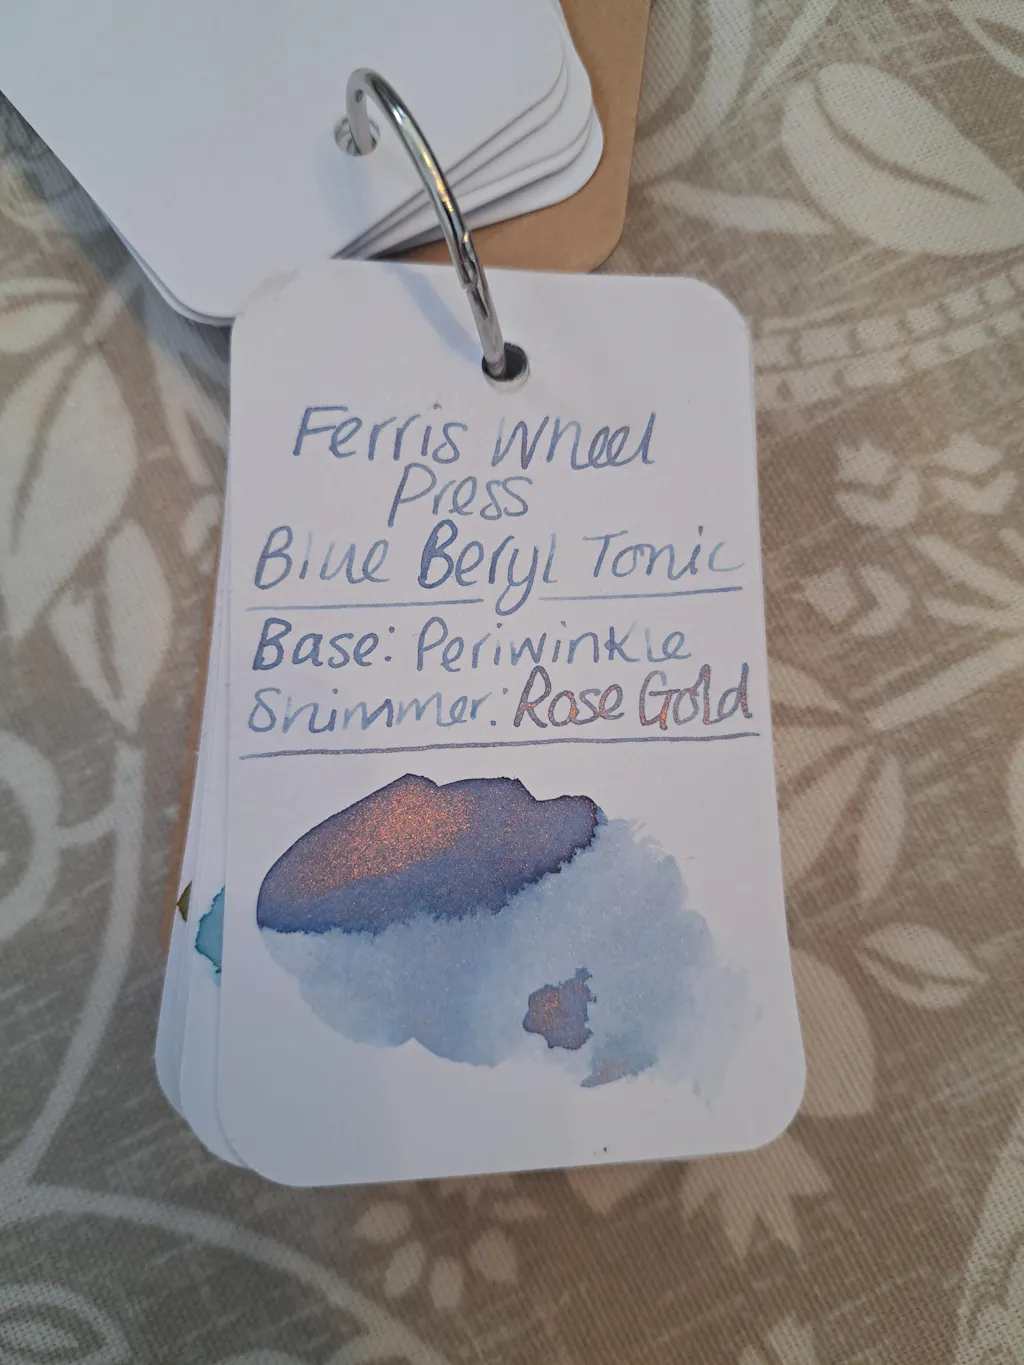 Ferris Wheel
Press
Blue Beryl Tonic
Base: Periwinkle
Shimmer: Rose Gold